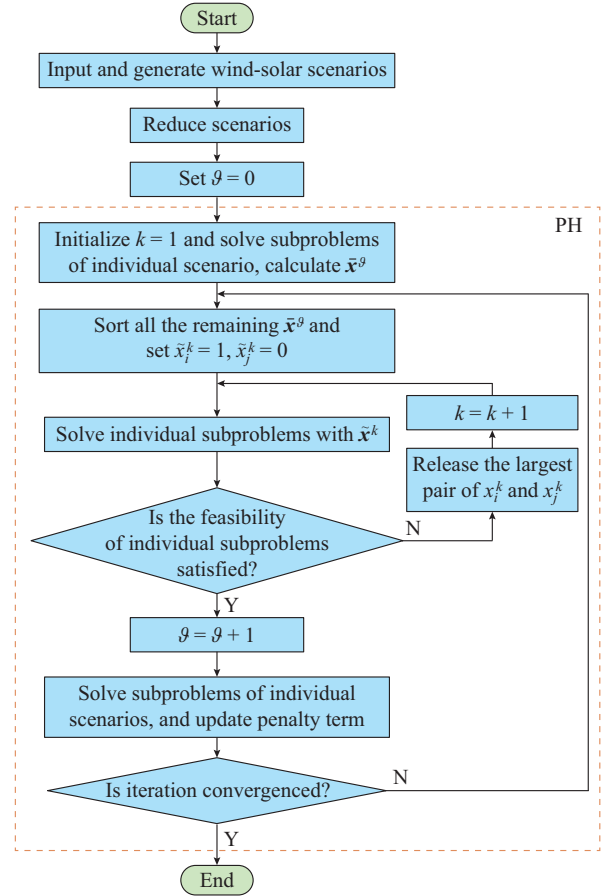 Start
Input and generate wind-solar scenarios
Reduce scenarios
Set ϑ = 0
PH
Initialize k = 1 and solve subproblems
of individual scenario, calculate x̄^ϑ
Sort all the remaining x̄^ϑ and
set x̃_i^k = 1, x̃_j^k = 0
k = k + 1
Solve individual subproblems with x̃^k
Release the largest
pair of x_i^k and x_j^k
Is the feasibility
of individual subproblems
satisfied?
N
Y
ϑ = ϑ + 1
Solve subproblems of individual
scenarios, and update penalty term
Is iteration convergenced?
N
Y
End